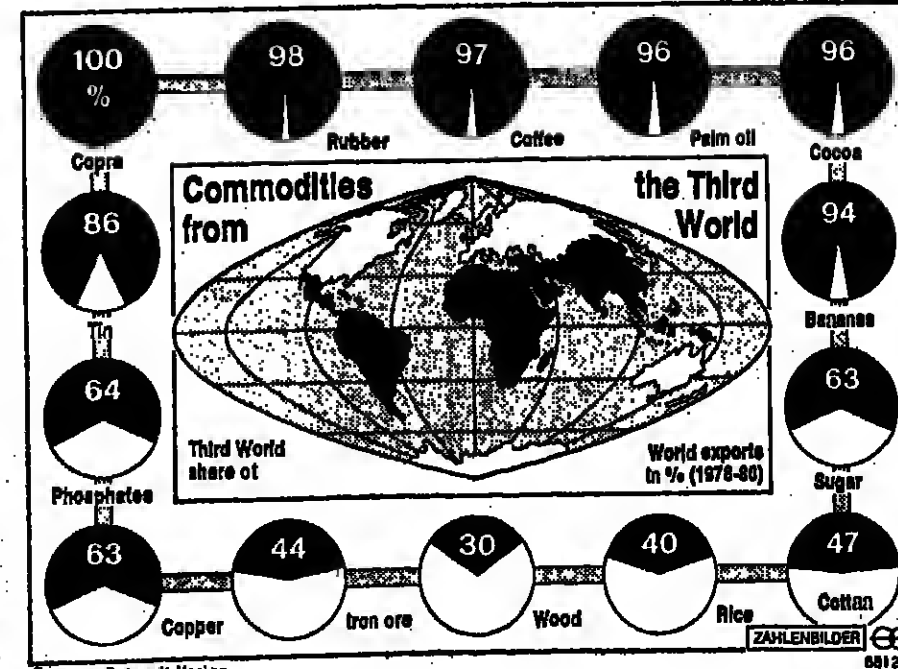 100 %
98
97
96
96
Copra
Rubber
Coffee
Palm oil
Cocoa
Commodities from
the Third World
86
94
Tin
Bananas
64
63
Third World share of
World exports in % (1978-80)
Phosphates
Sugar
63
44
30
40
47
Copper
Iron ore
Wood
Rice
Cotton
ZAHLENBILDER